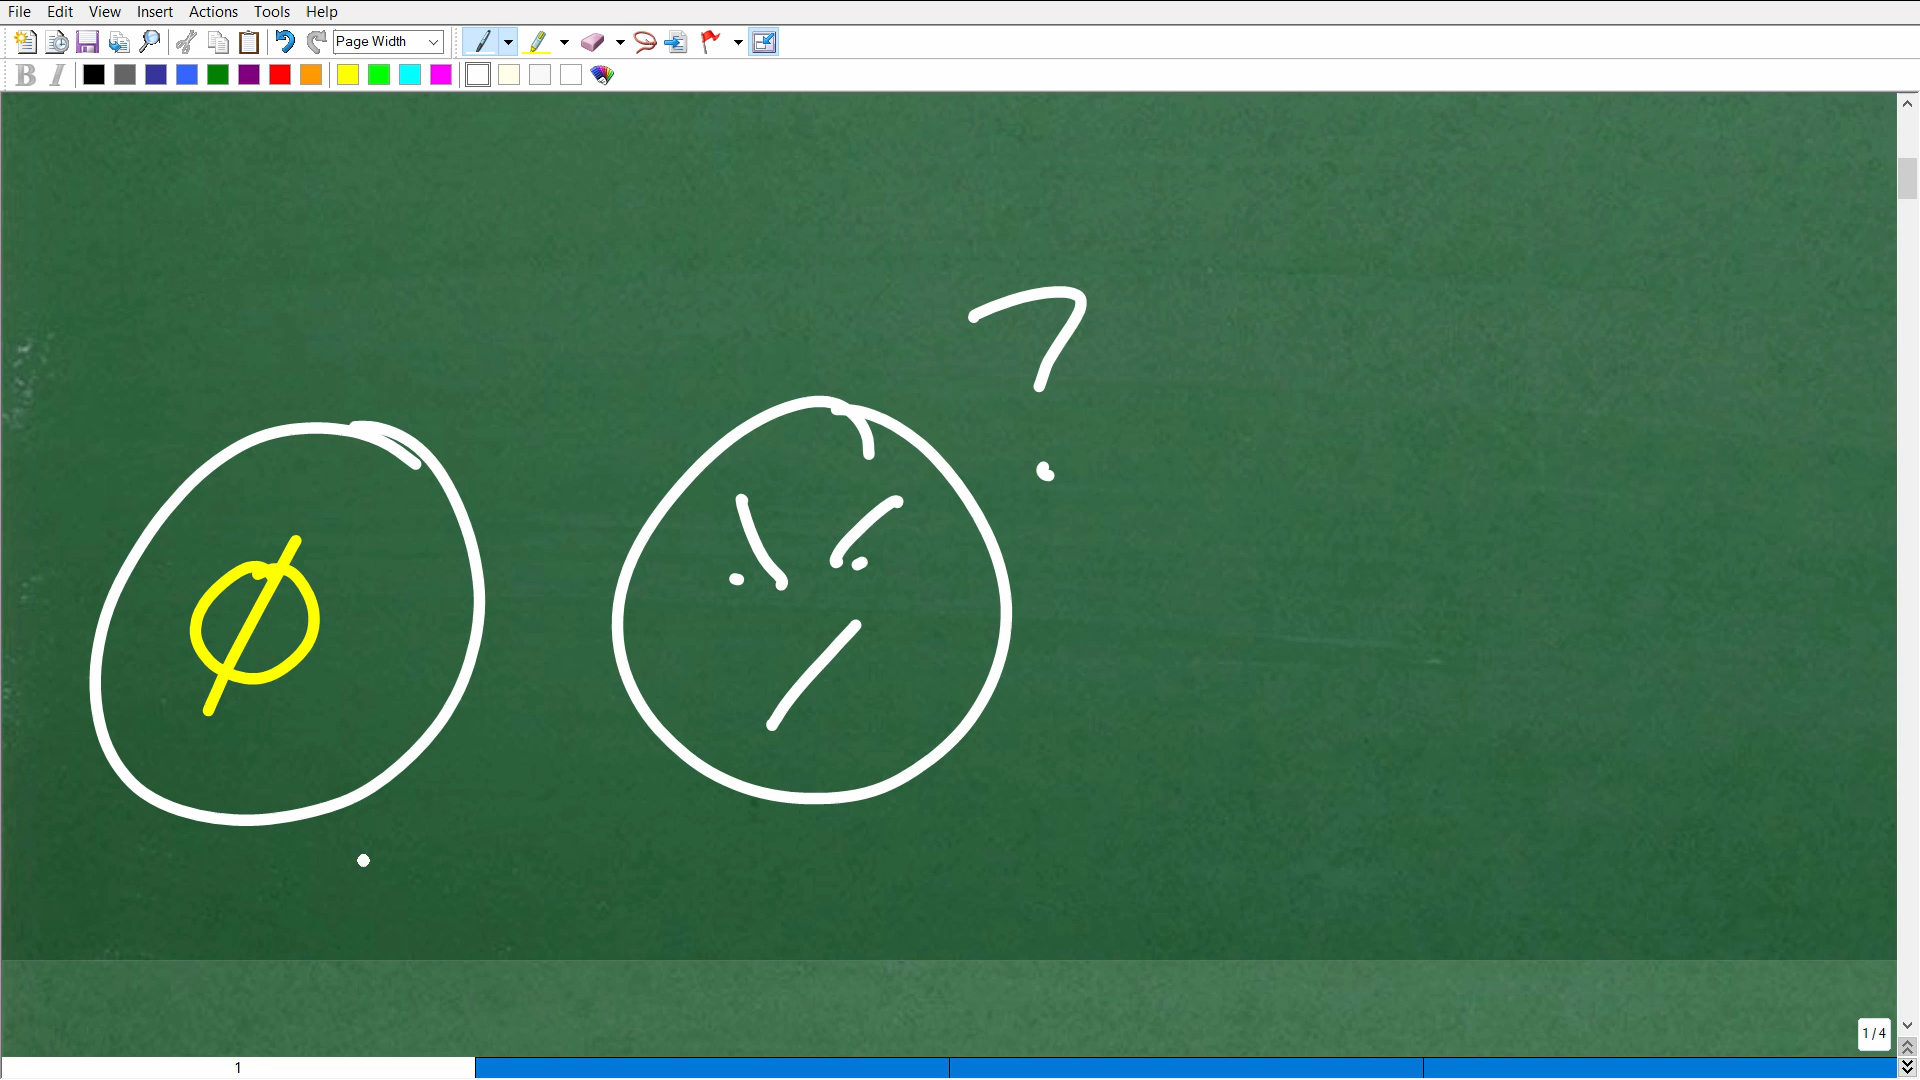 File Edit View Insert Actions Tools Help
Page Width
B I
?
Ø
1 / 4
1